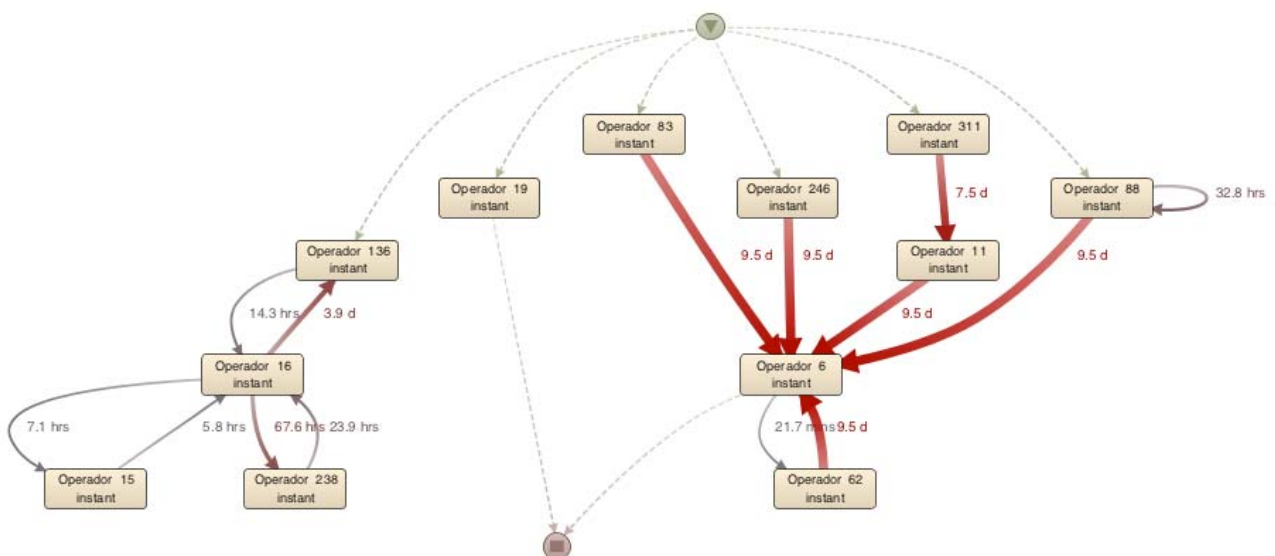 Operador 83
instant
Operador 311
instant
Operador 19
instant
Operador 246
instant
7.5 d
Operador 88
instant
32.8 hrs
Operador 136
instant
9.5 d
9.5 d
Operador 11
instant
9.5 d
14.3 hrs
3.9 d
9.5 d
Operador 16
instant
Operador 6
instant
7.1 hrs
5.8 hrs
67.6 hrs
23.9 hrs
21.7 mins
9.5 d
Operador 15
instant
Operador 238
instant
Operador 62
instant